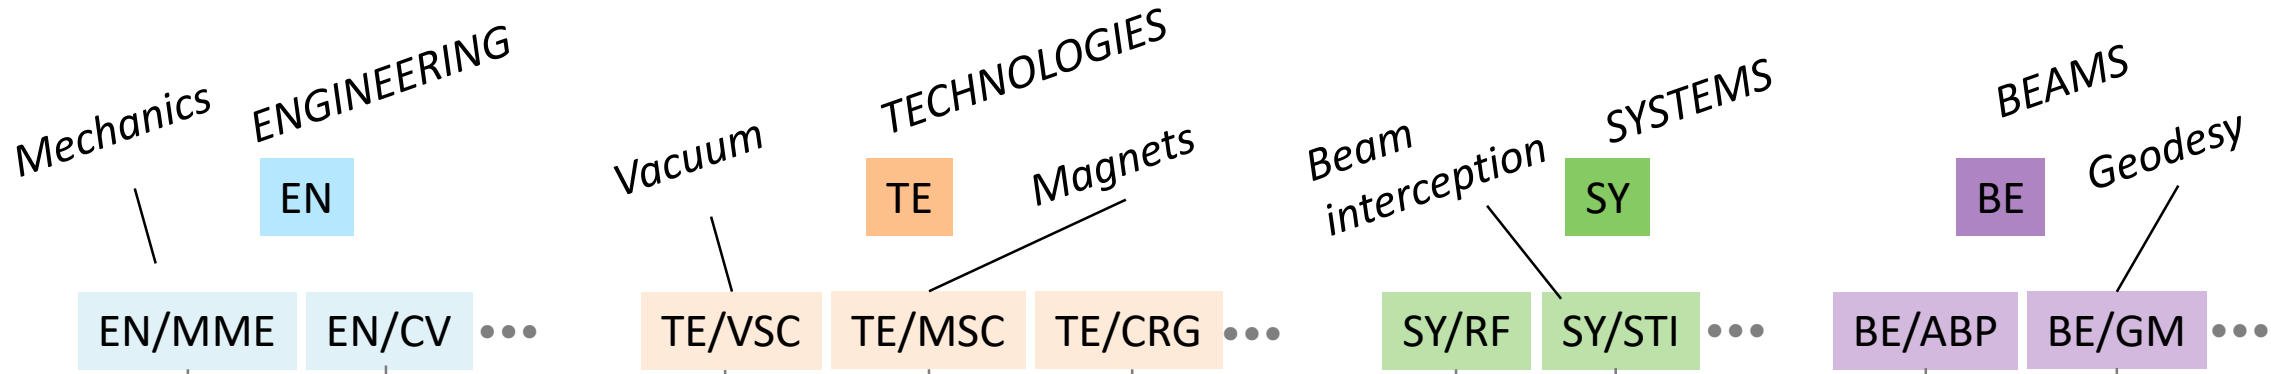 Mechanics
ENGINEERING
EN
EN/MME
EN/CV
Vacuum
TECHNOLOGIES
Magnets
TE
TE/VSC
TE/MSC
TE/CRG
Beam
interception
SYSTEMS
SY
SY/RF
SY/STI
BEAMS
Geodesy
BE
BE/ABP
BE/GM